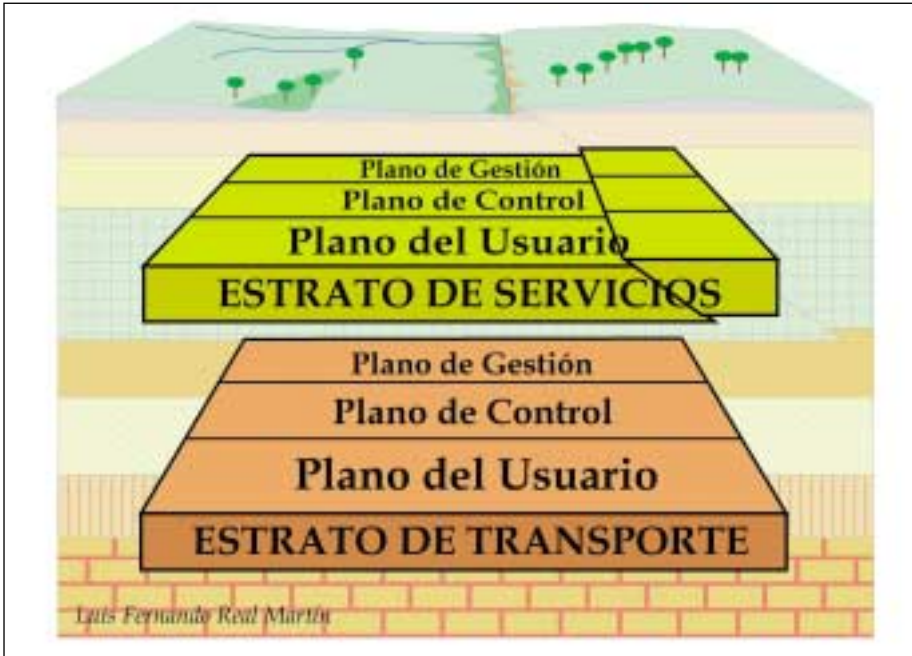 Plano de Gestión
Plano de Control
Plano del Usuario
ESTRATO DE SERVICIOS
Plano de Gestión
Plano de Control
Plano del Usuario
ESTRATO DE TRANSPORTE
Luis Fernando Real Martín